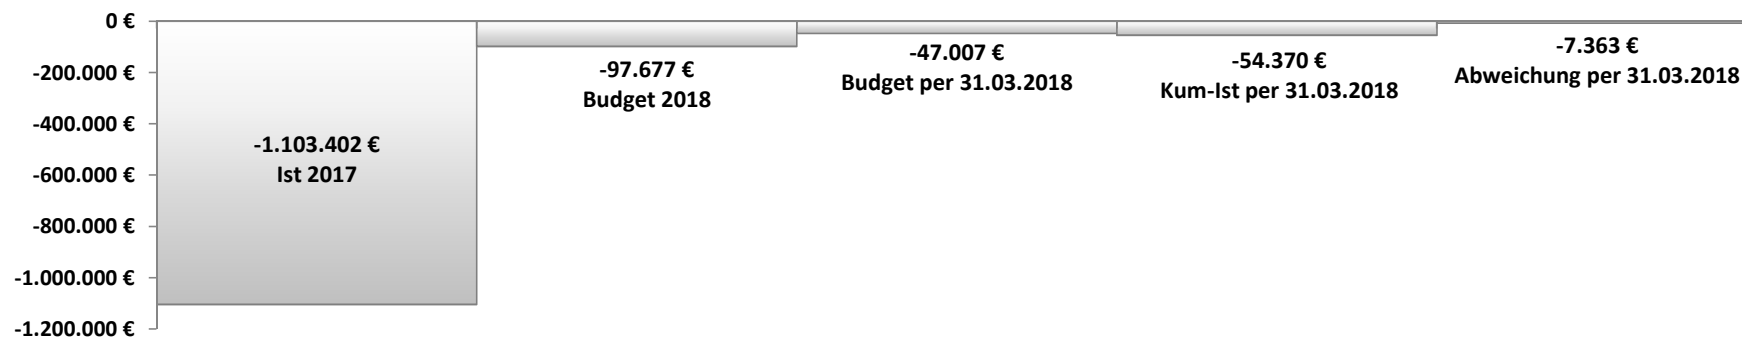 0 €
-200.000 €
-400.000 €
-600.000 €
-800.000 €
-1.000.000 €
-1.200.000 €
-1.103.402 €
Ist 2017
-97.677 €
Budget 2018
-47.007 €
Budget per 31.03.2018
-54.370 €
Kum-Ist per 31.03.2018
-7.363 €
Abweichung per 31.03.2018